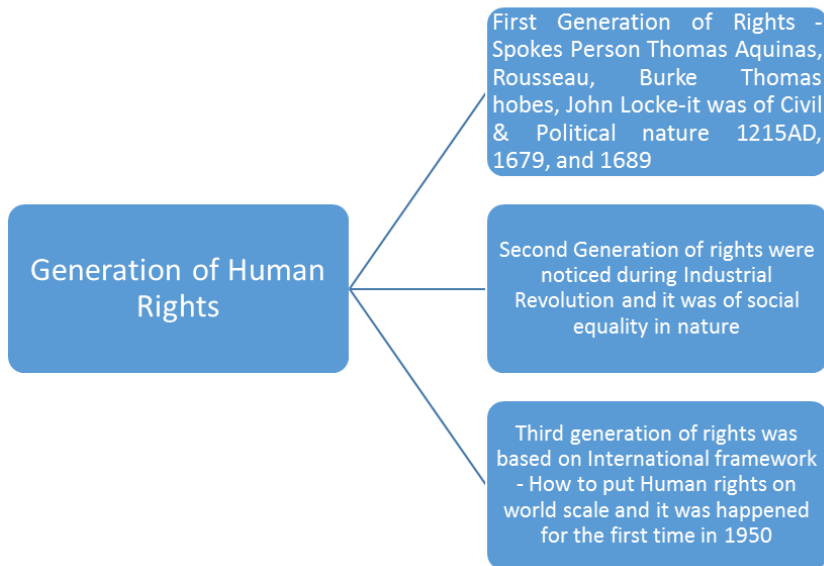 Generation of Human
Rights
First Generation of Rights -
Spokes Person Thomas Aquinas,
Rousseau, Burke Thomas
hobes, John Locke-it was of Civil
& Political nature 1215AD,
1679, and 1689
Second Generation of rights were
noticed during Industrial
Revolution and it was of social
equality in nature
Third generation of rights was
based on International framework
- How to put Human rights on
world scale and it was happened
for the first time in 1950